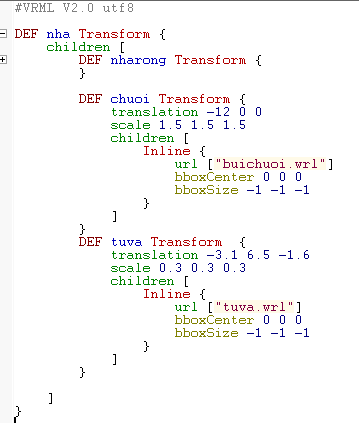 #VRML V2.0 utf8
DEF nha Transform {
children [
DEF nharong Transform {
}
DEF chuoi Transform {
translation -12 0 0
scale 1.5 1.5 1.5
children [
Inline {
url ["buichuoi.wrl"]
bboxCenter 0 0 0
bboxSize -1 -1 -1
}
]
}
DEF tuva Transform {
translation -3.1 6.5 -1.6
scale 0.3 0.3 0.3
children [
Inline {
url ["tuva.wrl"]
bboxCenter 0 0 0
bboxSize -1 -1 -1
}
]
}
]
}